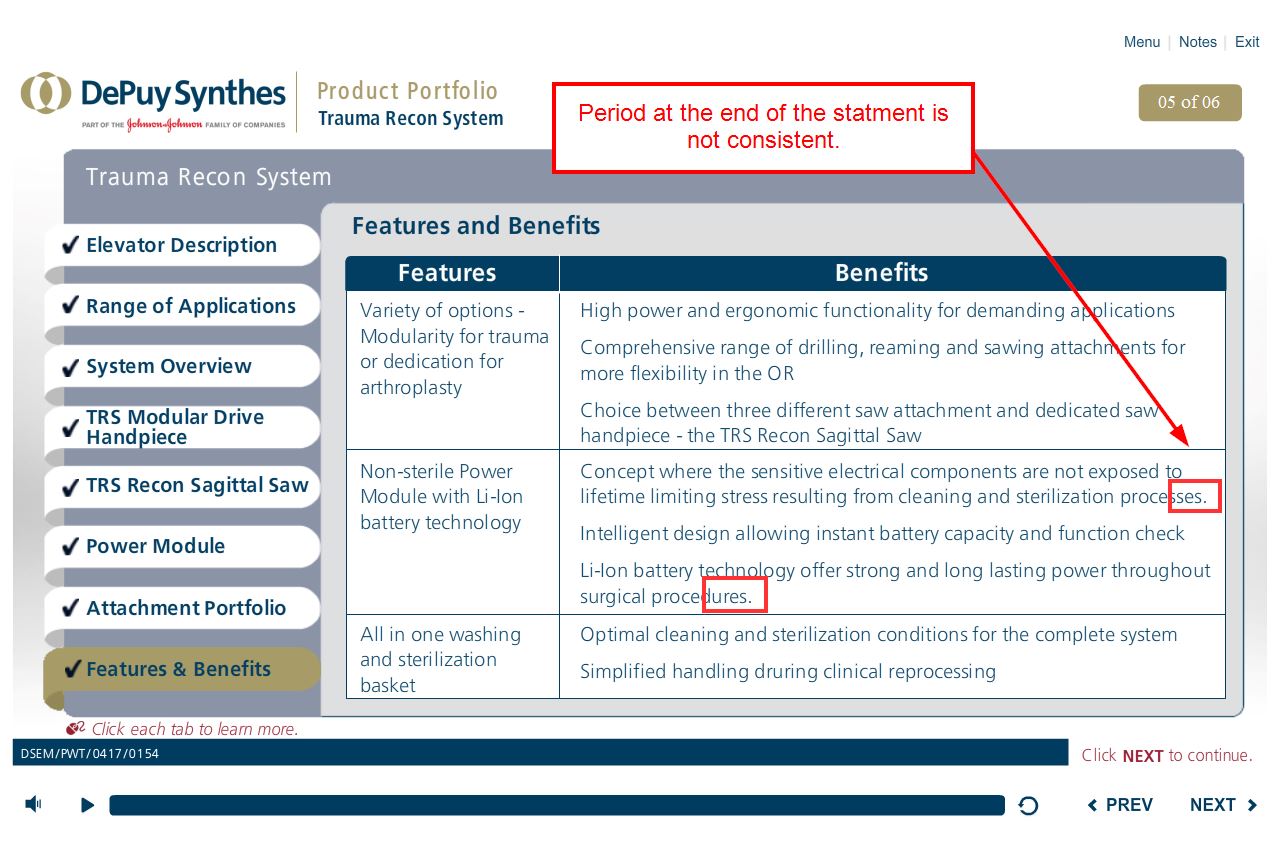 Menu | Notes | Exit
DePuy Synthes
PART OF THE Johnson & Johnson FAMILY OF COMPANIES
Product Portfolio
Trauma Recon System
Period at the end of the statment is
not consistent.
05 of 06
Trauma Recon System
Elevator Description
Range of Applications
System Overview
TRS Modular Drive
Handpiece
TRS Recon Sagittal Saw
Power Module
Attachment Portfolio
Features & Benefits
Features and Benefits
Features
Benefits
Variety of options -
Modularity for trauma
or dedication for
arthroplasty
High power and ergonomic functionality for demanding applications
Comprehensive range of drilling, reaming and sawing attachments for
more flexibility in the OR
Choice between three different saw attachment and dedicated saw
handpiece - the TRS Recon Sagittal Saw
Non-sterile Power
Module with Li-Ion
battery technology
Concept where the sensitive electrical components are not exposed to
lifetime limiting stress resulting from cleaning and sterilization processes.
Intelligent design allowing instant battery capacity and function check
Li-Ion battery technology offer strong and long lasting power throughout
surgical procedures.
All in one washing
and sterilization
basket
Optimal cleaning and sterilization conditions for the complete system
Simplified handling druring clinical reprocessing
Click each tab to learn more.
DSEM/PWT/0417/0154
Click NEXT to continue.
PREV
NEXT